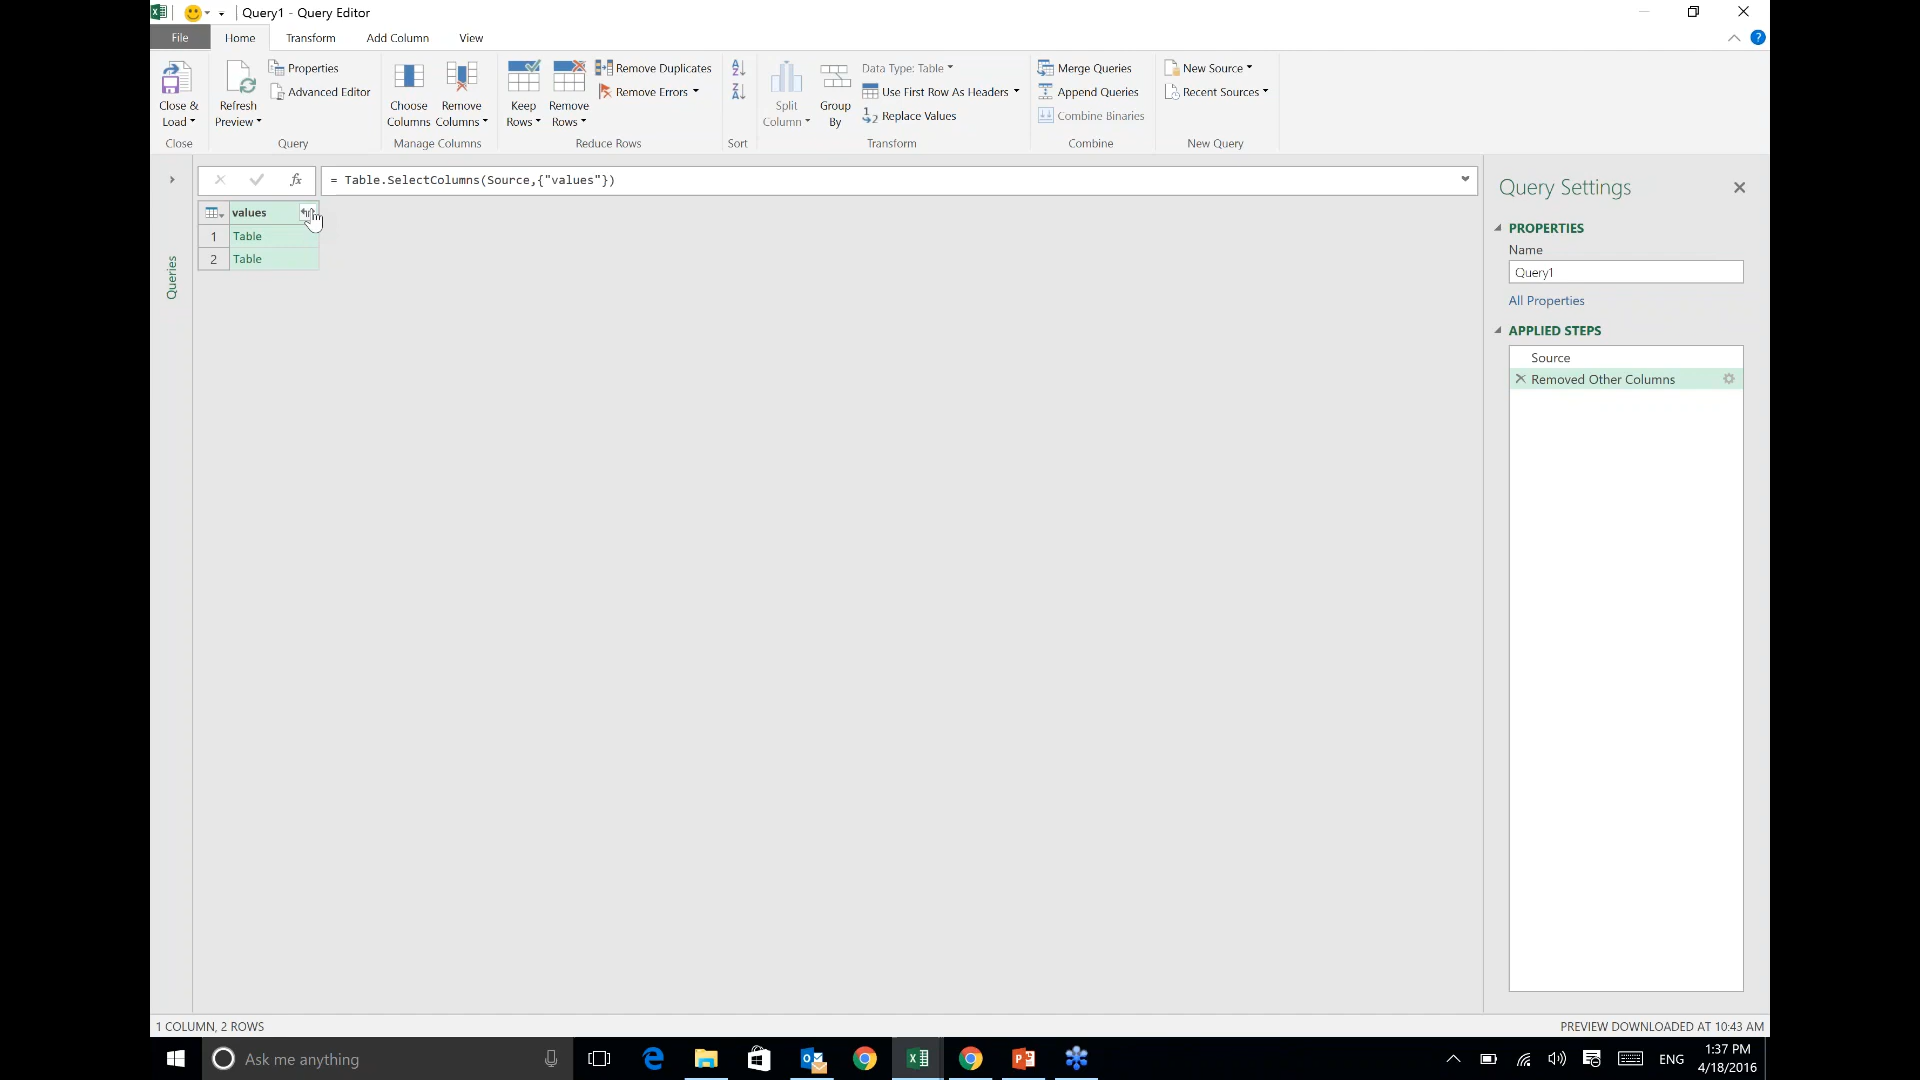 Query1 - Query Editor
File Home Transform Add Column View
Close & Load
Refresh Preview
Properties
Advanced Editor
Choose Columns
Remove Columns
Keep Rows
Remove Rows
Remove Duplicates
Remove Errors
Split Column
Group By
Data Type: Table
Use First Row As Headers
Replace Values
Merge Queries
Append Queries
Combine Binaries
New Source
Recent Sources
Close Query Manage Columns Reduce Rows Sort Transform Combine New Query
fx = Table.SelectColumns(Source,{"values"})
values
1 Table
2 Table
Queries
Query Settings
PROPERTIES
Name
Query1
All Properties
APPLIED STEPS
Source
Removed Other Columns
1 COLUMN, 2 ROWS PREVIEW DOWNLOADED AT 10:43 AM
Ask me anything
ENG
1:37 PM
4/18/2016